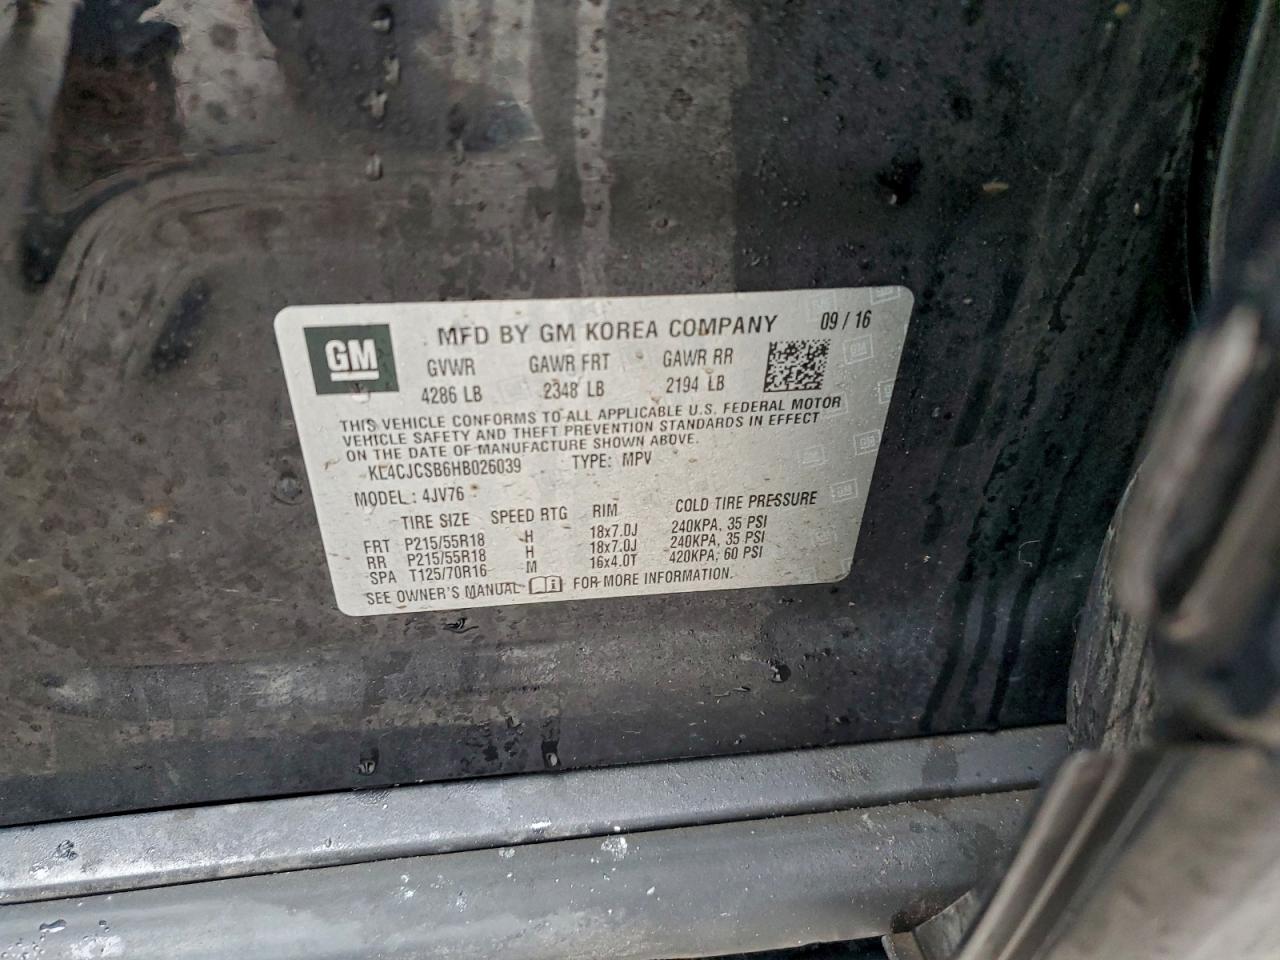 GM
MFD BY GM KOREA COMPANY 09 / 16
GVWR GAWR FRT GAWR RR
4286 LB 2348 LB 2194 LB
THIS VEHICLE CONFORMS TO ALL APPLICABLE U.S. FEDERAL MOTOR
VEHICLE SAFETY AND THEFT PREVENTION STANDARDS IN EFFECT
ON THE DATE OF MANUFACTURE SHOWN ABOVE.
KL4CJCSB6HB026039 TYPE: MPV
MODEL : 4JV76
TIRE SIZE SPEED RTG RIM COLD TIRE PRESSURE
FRT P215/55R18 H 18x7.0J 240KPA, 35 PSI
RR P215/55R18 H 18x7.0J 240KPA, 35 PSI
SPA T125/70R16 M 16x4.0T 420KPA, 60 PSI
SEE OWNER'S MANUAL FOR MORE INFORMATION.